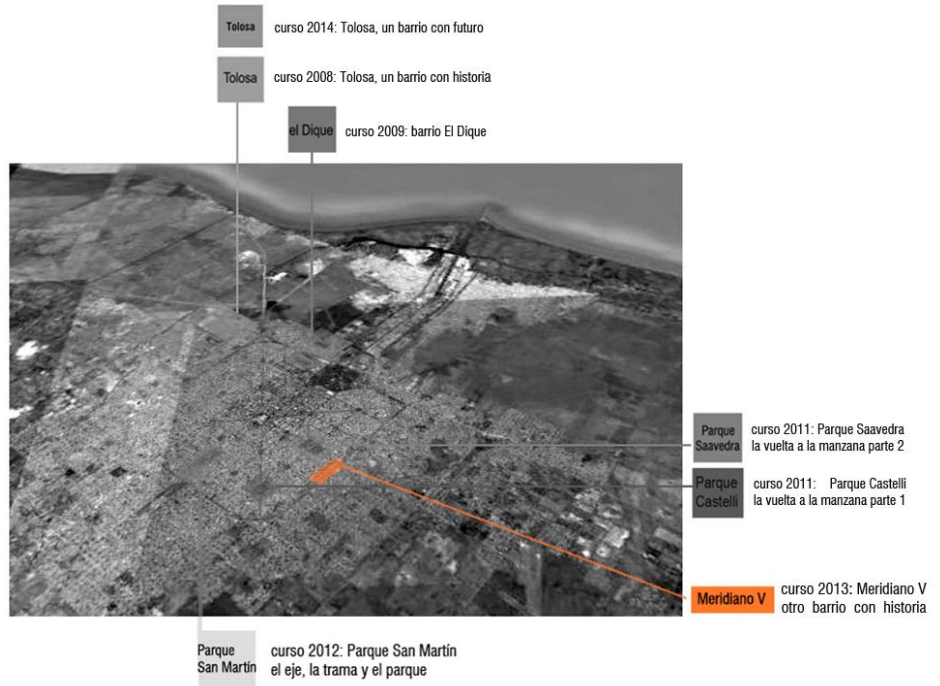 Tolosa
curso 2014: Tolosa, un barrio con futuro
Tolosa
curso 2008: Tolosa, un barrio con historia
el Dique
curso 2009: barrio El Dique
Parque
Saavedra
curso 2011: Parque Saavedra
la vuelta a la manzana parte 2
Parque
Castelli
curso 2011: Parque Castelli
la vuelta a la manzana parte 1
Meridiano V
curso 2013: Meridiano V
otro barrio con historia
Parque
San Martín
curso 2012: Parque San Martín
el eje, la trama y el parque